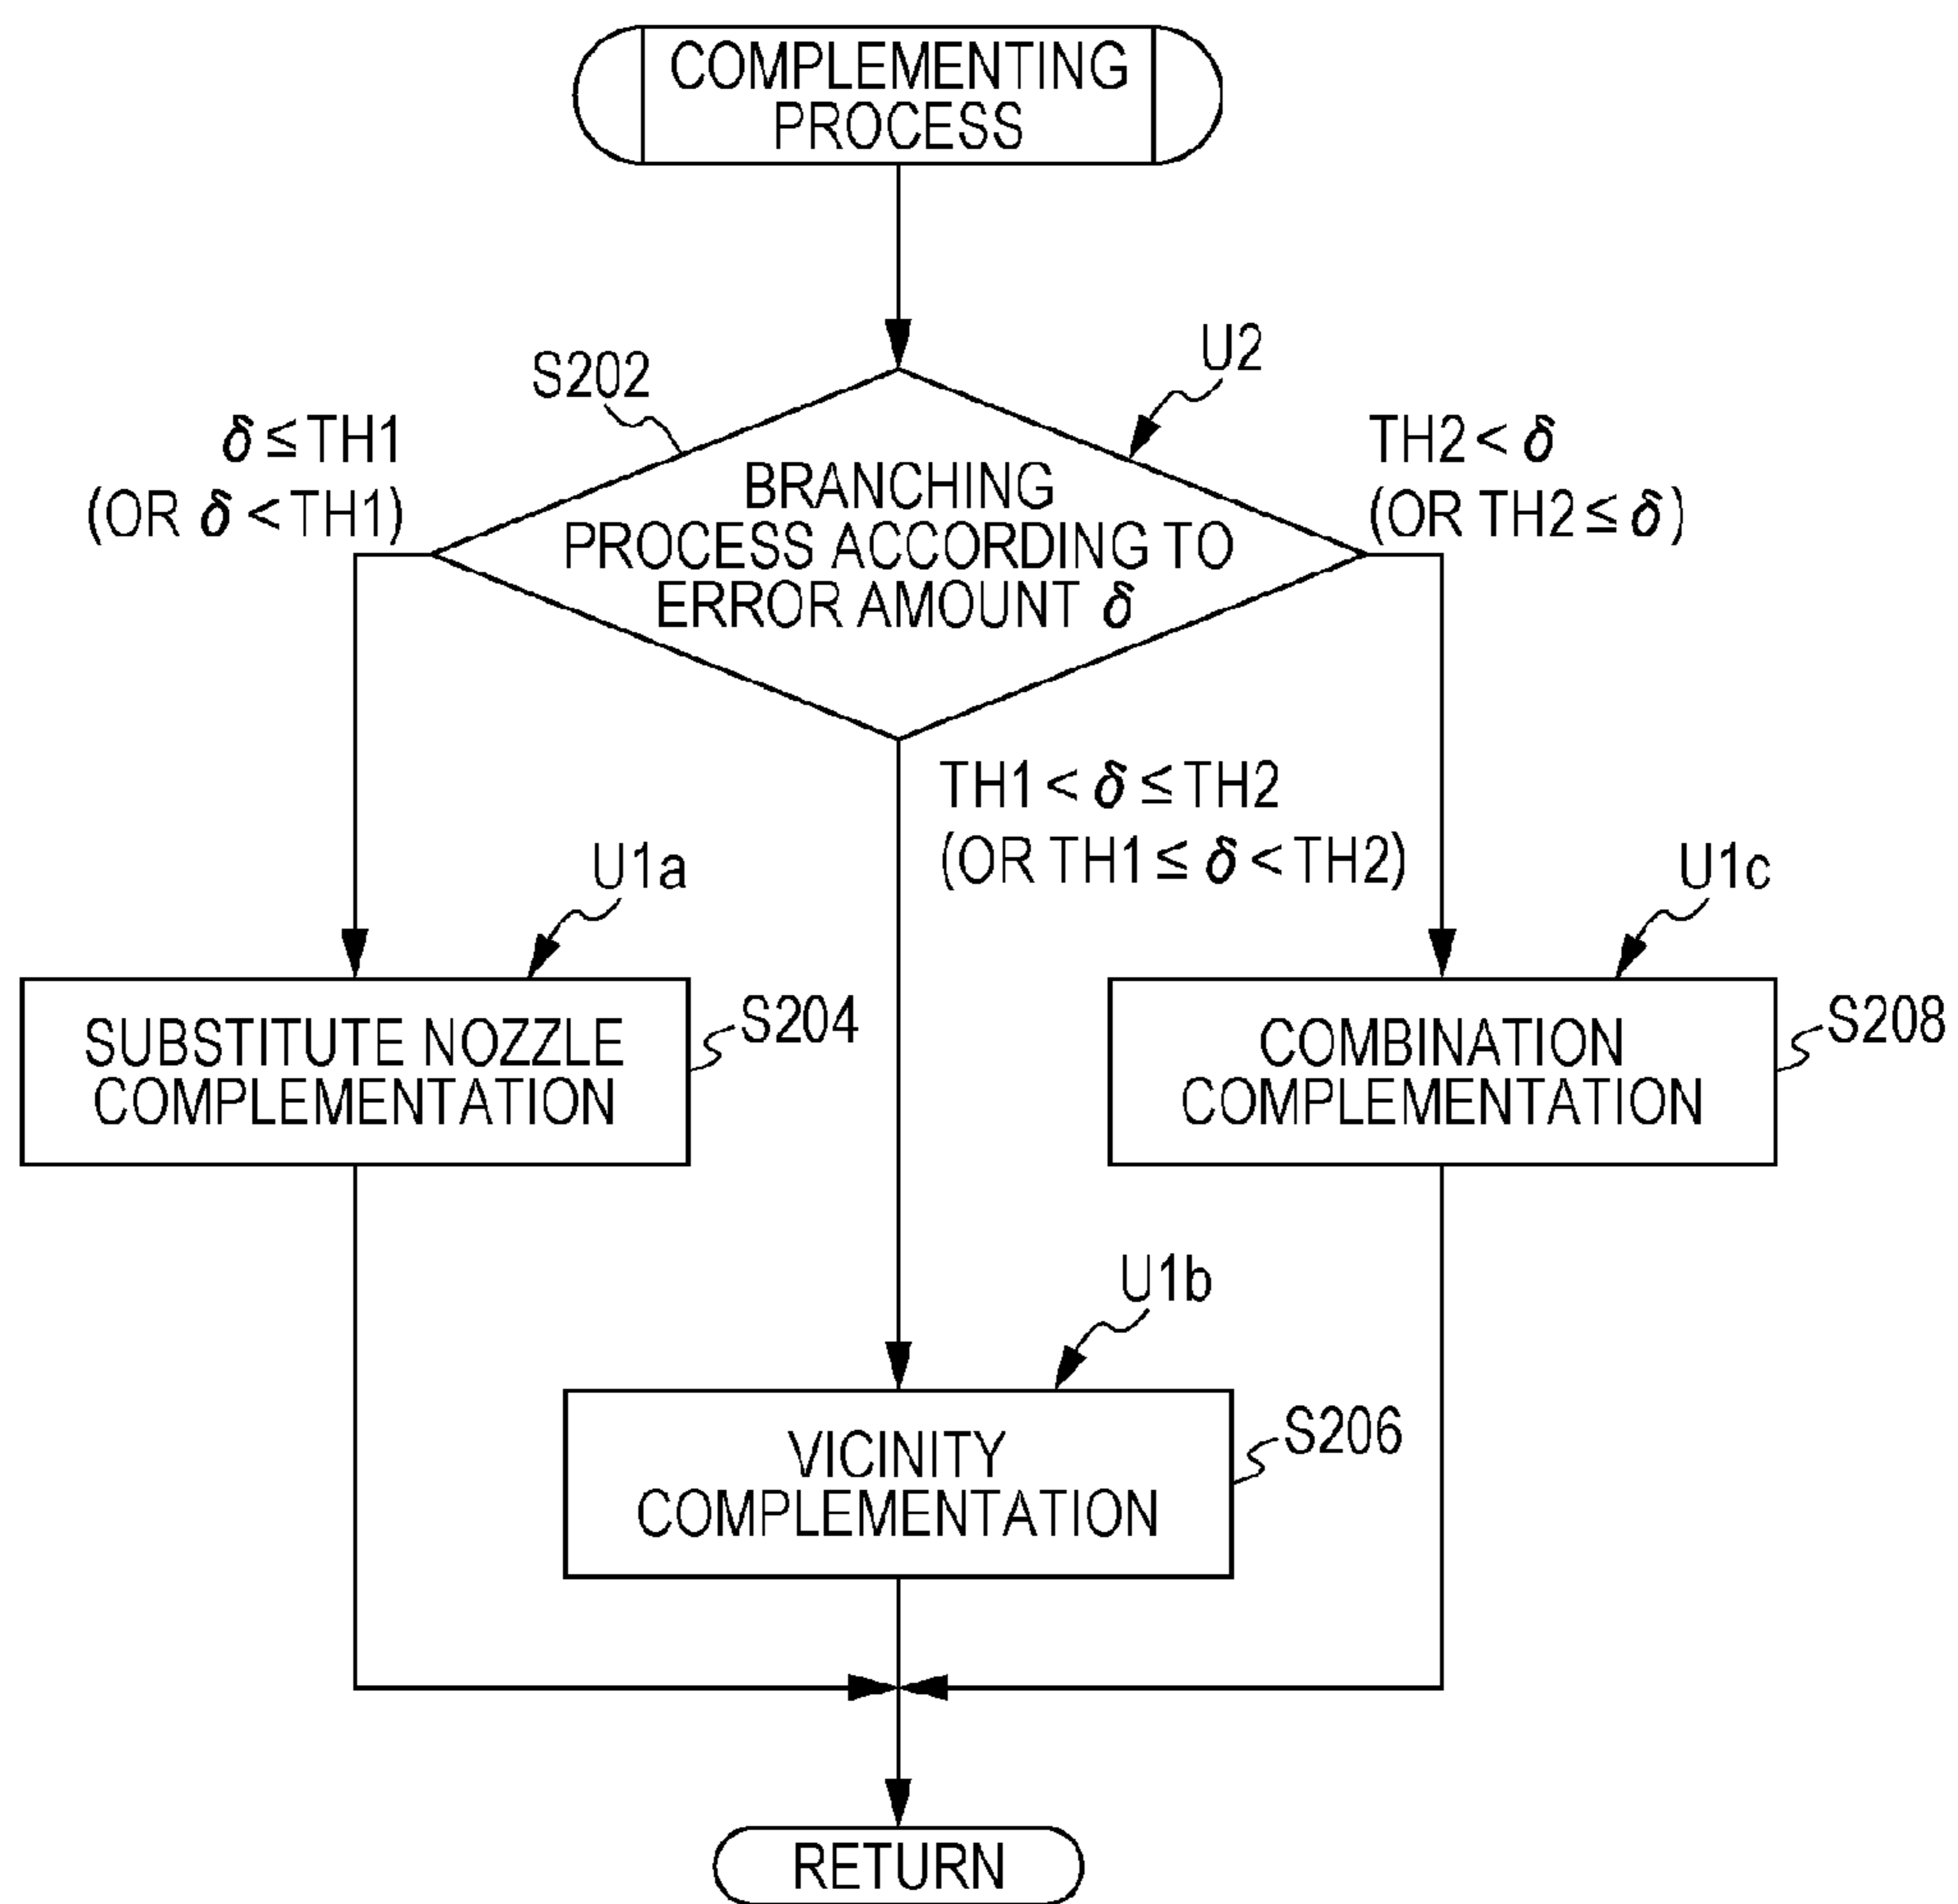 COMPLEMENTING
PROCESS
S202
U2
δ ≤ TH1
(OR δ < TH1)
TH2 < δ
(OR TH2 ≤ δ)
BRANCHING
PROCESS ACCORDING TO
ERROR AMOUNT δ
TH1 < δ ≤ TH2
(OR TH1 ≤ δ < TH2)
U1a
U1c
SUBSTITUTE NOZZLE
COMPLEMENTATION
S204
COMBINATION
COMPLEMENTATION
S208
U1b
VICINITY
COMPLEMENTATION
S206
RETURN